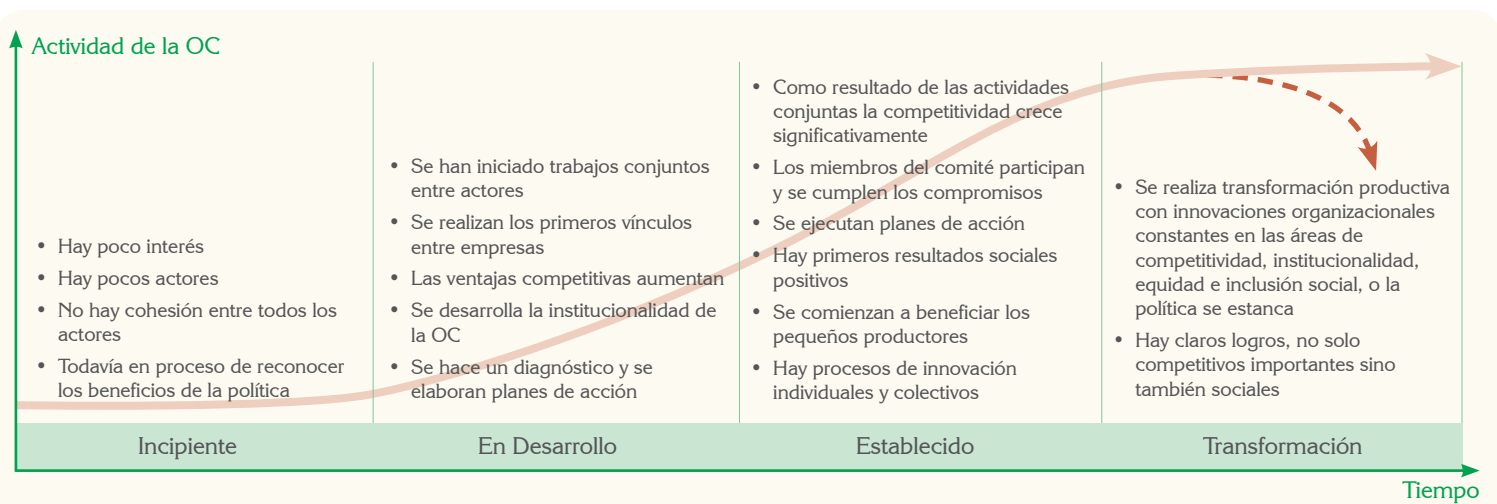 Actividad de la OC
• Hay poco interés
• Hay pocos actores
• No hay cohesión entre todos los
actores
• Todavía en proceso de reconocer
los beneficios de la política
• Se han iniciado trabajos conjuntos
entre actores
• Se realizan los primeros vínculos
entre empresas
• Las ventajas competitivas aumentan
• Se desarrolla la institucionalidad de
la OC
• Se hace un diagnóstico y se
elaboran planes de acción
• Como resultado de las actividades
conjuntas la competitividad crece
significativamente
• Los miembros del comité participan
y se cumplen los compromisos
• Se ejecutan planes de acción
• Hay primeros resultados sociales
positivos
• Se comienzan a beneficiar los
pequeños productores
• Hay procesos de innovación
individuales y colectivos
• Se realiza transformación productiva
con innovaciones organizacionales
constantes en las áreas de
competitividad, institucionalidad,
equidad e inclusión social, o la
política se estanca
• Hay claros logros, no solo
competitivos importantes sino
también sociales
Incipiente
En Desarrollo
Establecido
Transformación
Tiempo